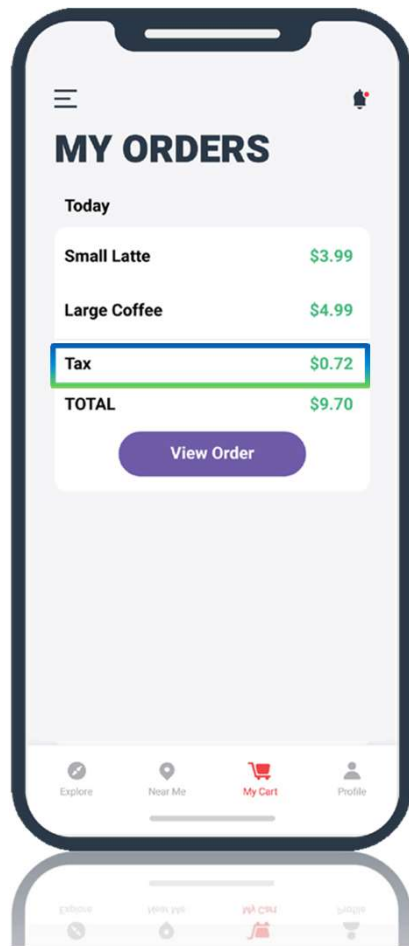 MY ORDERS
Today
Small Latte $3.99
Large Coffee $4.99
Tax $0.72
TOTAL $9.70
View Order
Explore Near Me My Cart Profile